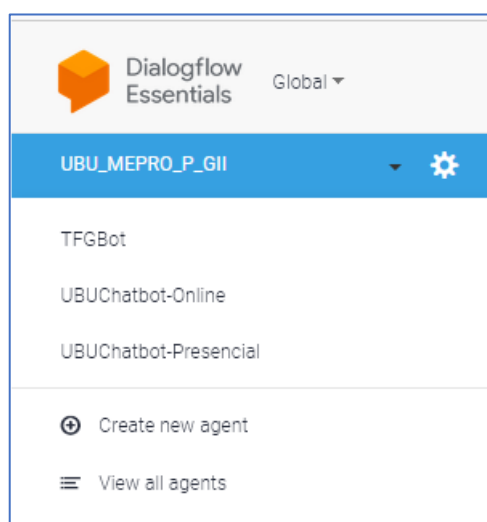 Dialogflow
Essentials
Global
UBU_MEPRO_P_GII
TFGBot
UBUChatbot-Online
UBUChatbot-Presencial
Create new agent
View all agents